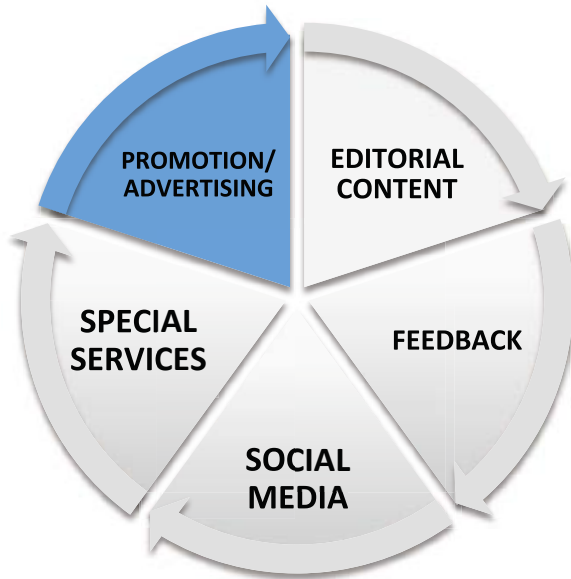 PROMOTION/
ADVERTISING
EDITORIAL
CONTENT
FEEDBACK
SOCIAL
MEDIA
SPECIAL
SERVICES